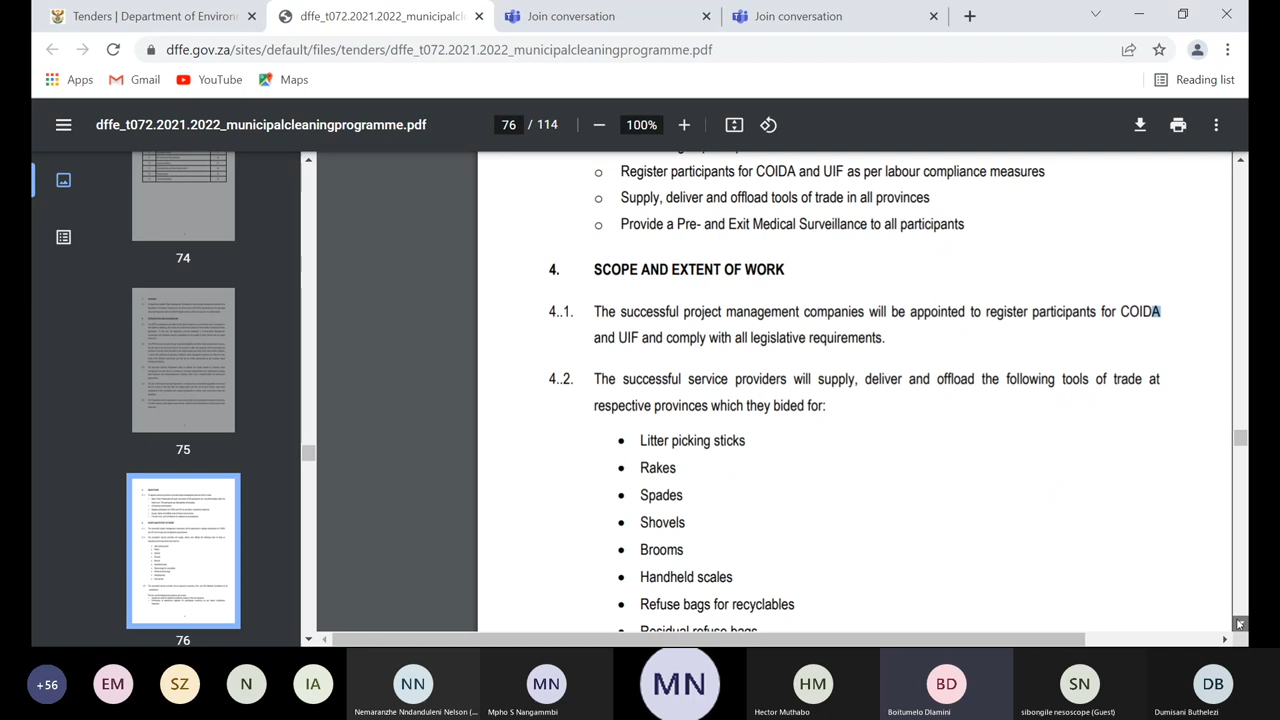 Tenders | Department of Environ
dffe_t072.2021.2022_municipalcl
Join conversation
Join conversation
dffe.gov.za/sites/default/files/tenders/dffe_t072.2021.2022_municipalcleaningprogramme.pdf
Apps
Gmail
YouTube
Maps
Reading list
dffe_t072.2021.2022_municipalcleaningprogramme.pdf
76 / 114
100%
74
75
76
Register participants for COIDA and UIF as per labour compliance measures
Supply, deliver and offload tools of trade in all provinces
Provide a Pre- and Exit Medical Surveillance to all participants
4. SCOPE AND EXTENT OF WORK
4..1. The successful project management companies will be appointed to register participants for COIDA
and UIF and comply with all legislative requirements.
4..2. The successsful service providers will supply, deliver and offload the following tools of trade at
respective provinces which they bided for:
Litter picking sticks
Rakes
Spades
Shovels
Brooms
Handheld scales
Refuse bags for recyclables
Residual refuse bags
+56
EM
SZ
N
IA
NN
Nemaranzhe Nndanduleni Nelson (...
MN
Mpho S Nangammbi
MN
HM
Hector Muthabo
BD
Boitumelo Dlamini
SN
sibongile nesoscope (Guest)
DB
Dumisani Buthelezi